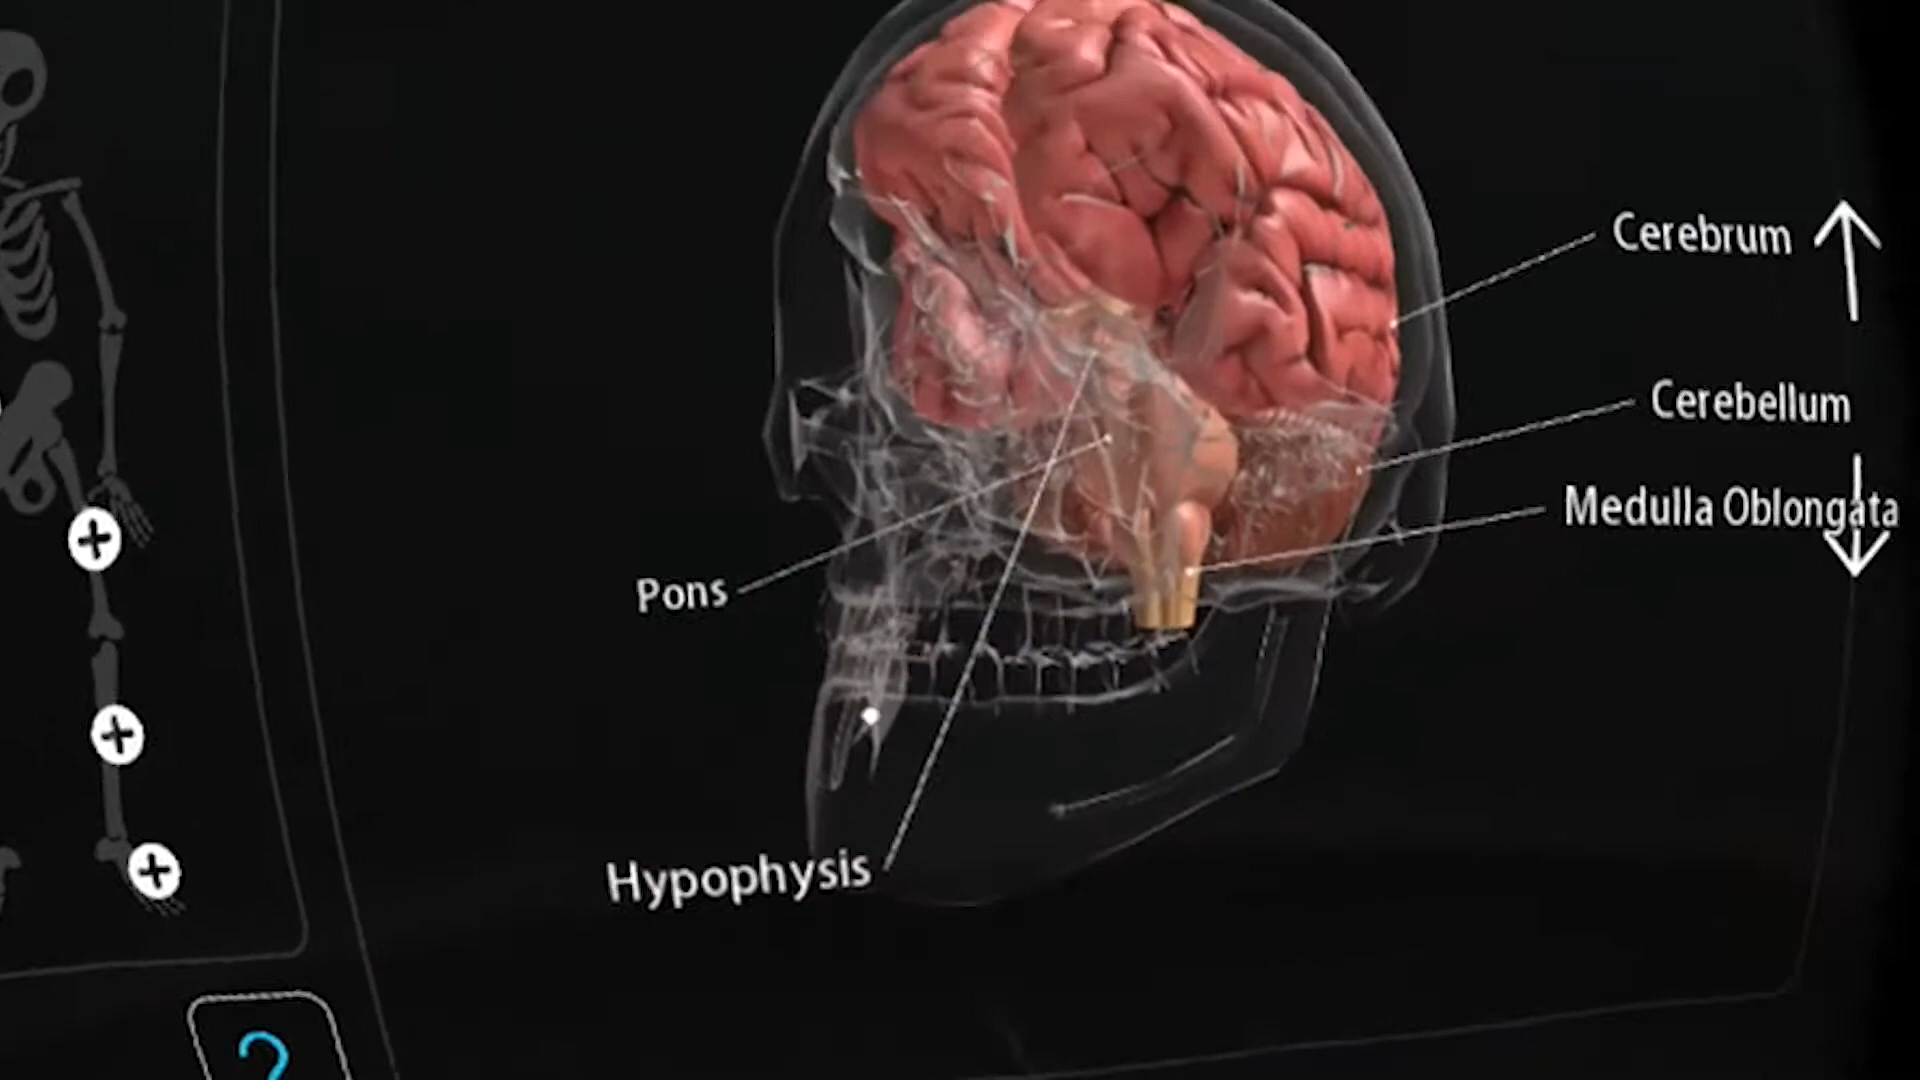 Cerebrum
Cerebellum
Medulla Oblongata
Pons
Hypophysis
?